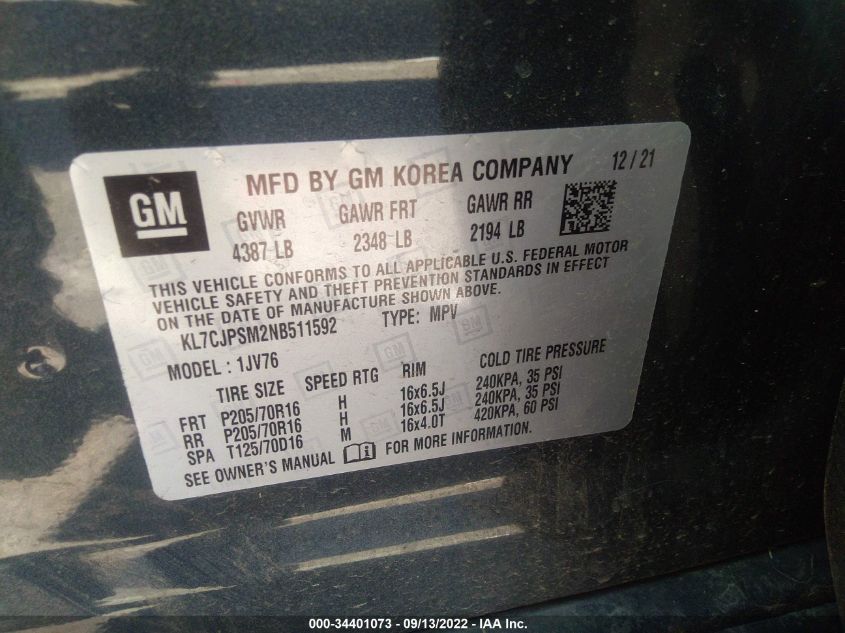 GM
MFD BY GM KOREA COMPANY 12/21
GVWR GAWR FRT GAWR RR
4387 LB 2348 LB 2194 LB
THIS VEHICLE CONFORMS TO ALL APPLICABLE U.S. FEDERAL MOTOR
VEHICLE SAFETY AND THEFT PREVENTION STANDARDS IN EFFECT
ON THE DATE OF MANUFACTURE SHOWN ABOVE.
KL7CJPSM2NB511592 TYPE: MPV
MODEL : 1JV76
TIRE SIZE SPEED RTG RIM COLD TIRE PRESSURE
FRT P205/70R16 H 16x6.5J 240KPA, 35 PSI
RR P205/70R16 H 16x6.5J 240KPA, 35 PSI
SPA T125/70D16 M 16x4.0T 420KPA, 60 PSI
SEE OWNER'S MANUAL FOR MORE INFORMATION.
000-34401073 - 09/13/2022 - IAA Inc.